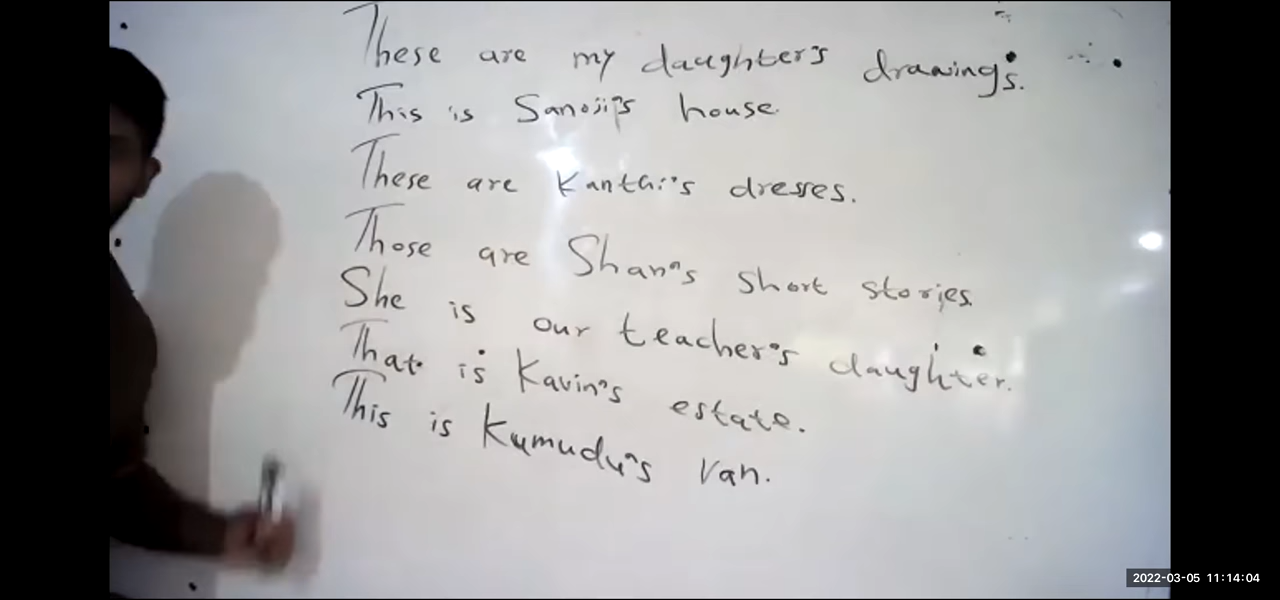 These are my daughter's drawings.
This is Sanoji's house.
These are Kanthi's dresses.
Those are Shan's short stories.
She is our teacher's daughter.
That is Kavin's estate.
This is Kumudu's van.
2022-03-05 11:14:04